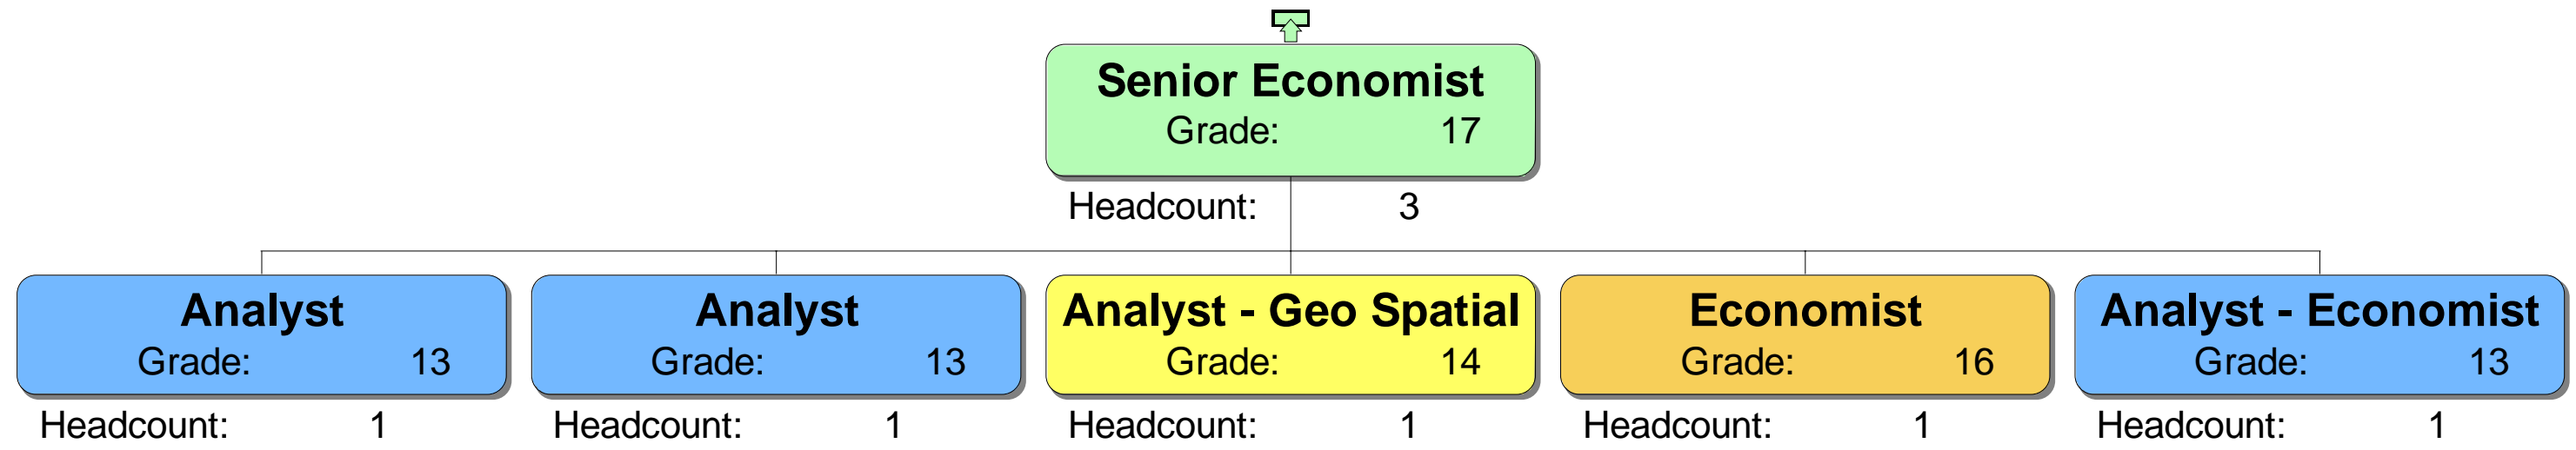 Senior Economist
Grade: 17
Headcount: 3
Analyst
Grade: 13
Headcount: 1
Analyst
Grade: 13
Headcount: 1
Analyst - Geo Spatial
Grade: 14
Headcount: 1
Economist
Grade: 16
Headcount: 1
Analyst - Economist
Grade: 13
Headcount: 1